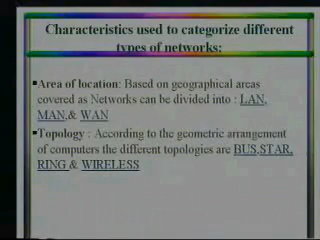 Characteristics used to categorize different
types of networks:
▪Area of location: Based on geographical areas
covered as Networks can be divided into : LAN,
MAN,& WAN
▪Topology : According to the geometric arrangement
of computers the different topologies are BUS,STAR,
RING & WIRELESS